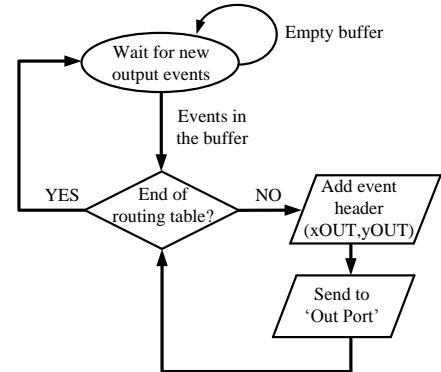 Wait for new
output events
Empty buffer
Events in
the buffer
YES
End of
routing table?
NO
Add event
header
(xOUT,yOUT)
Send to
‘Out Port’